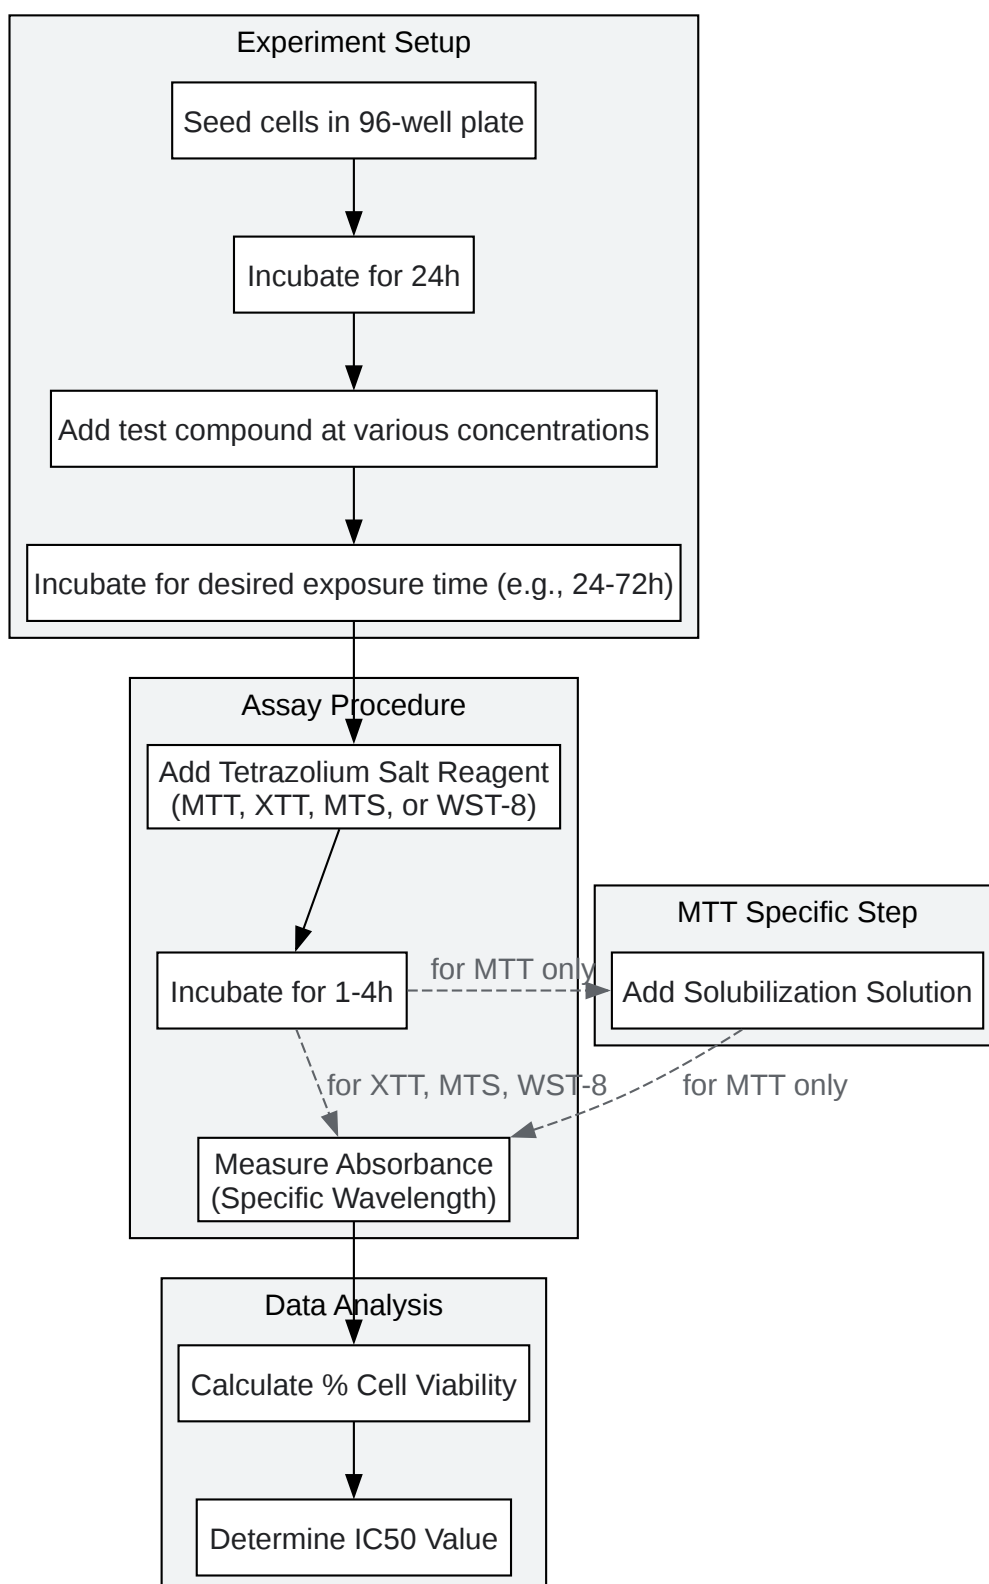 Experiment Setup
Seed cells in 96-well plate
Incubate for 24h
Add test compound at various concentrations
Incubate for desired exposure time (e.g., 24-72h)
Assay Procedure
Add Tetrazolium Salt Reagent
(MTT, XTT, MTS, or WST-8)
MTT Specific Step
Incubate for 1-4h
for MTT only
Add Solubilization Solution
for XTT, MTS, WST-8
for MTT only
Measure Absorbance
(Specific Wavelength)
Data Analysis
Calculate % Cell Viability
Determine IC50 Value